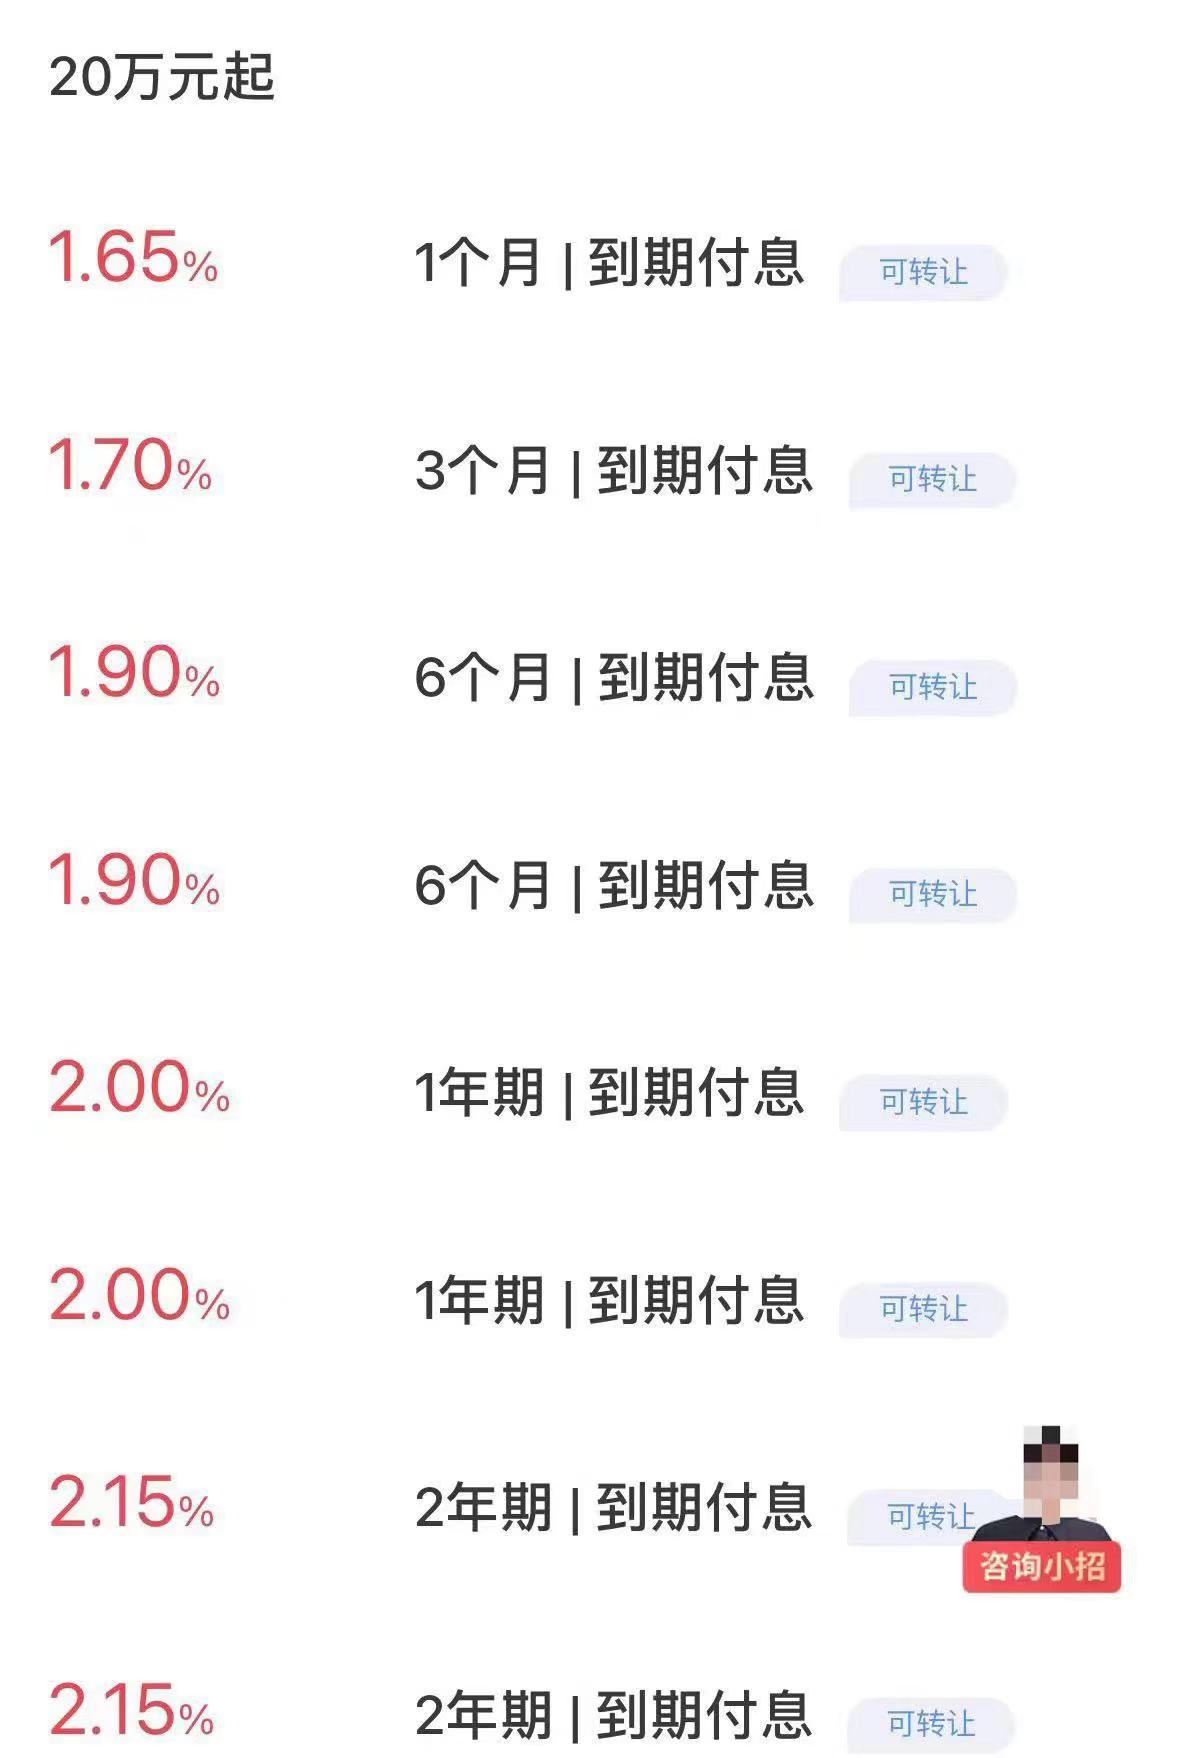 20万元起
1.65% 1个月 | 到期付息 可转让
1.70% 3个月 | 到期付息 可转让
1.90% 6个月 | 到期付息 可转让
1.90% 6个月 | 到期付息 可转让
2.00% 1年期 | 到期付息 可转让
2.00% 1年期 | 到期付息 可转让
2.15% 2年期 | 到期付息 可转让
咨询小招
2.15% 2年期 | 到期付息 可转让